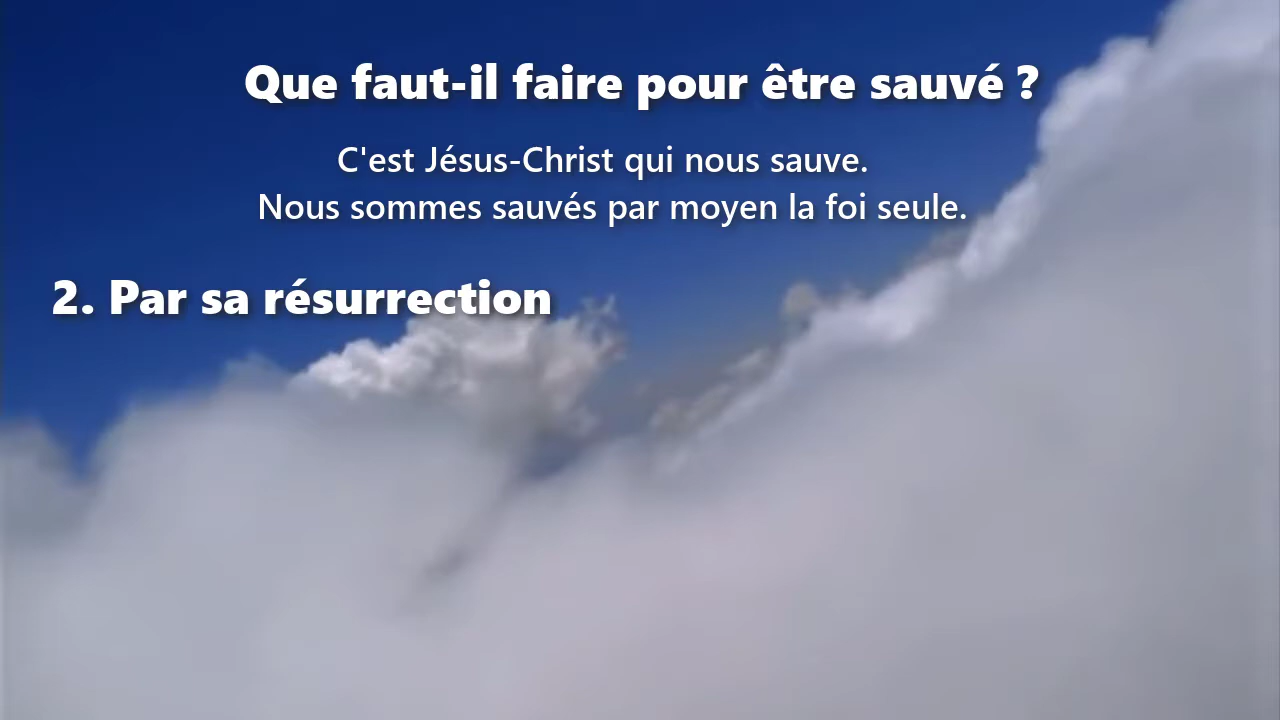 Que faut-il faire pour être sauvé ?
C'est Jésus-Christ qui nous sauve.
Nous sommes sauvés par moyen la foi seule.
2. Par sa résurrection